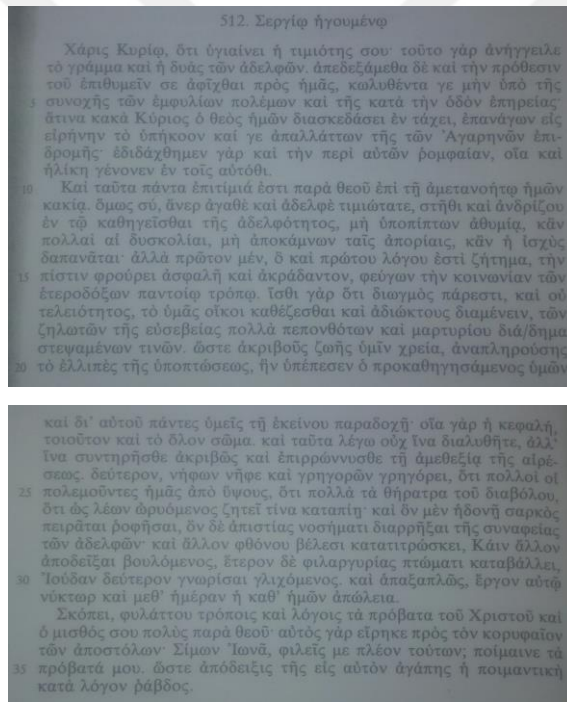 512. Σεργίῳ ἡγουμένῳ
Χάρις Κυρίῳ, ὅτι ὑγιαίνει ἡ τιμιότης σου· τοῦτο γὰρ ἀνήγγειλε
τὸ γράμμα καὶ ἡ δυὰς τῶν ἀδελφῶν. ἀπεδεξάμεθα δὲ καὶ τὴν πρόθεσιν
τοῦ ἐπιθυμεῖν σε ἀφῖχθαι πρὸς ἡμᾶς, κωλυθέντα γε μὴν ὑπὸ τῆς
5 συνοχῆς τῶν ἐμφυλίων πολέμων καὶ τῆς κατὰ τὴν ὁδὸν ἐπηρείας·
ἅτινα κακὰ Κύριος ὁ θεὸς ἡμῶν διασκεδάσει ἐν τάχει, ἐπανάγων εἰς
εἰρήνην τὸ ὑπήκοον καί γε ἀπαλλάττων τῆς τῶν Ἀγαρηνῶν ἐπι-
δρομῆς· ἐδιδάχθημεν γὰρ καὶ τὴν περὶ αὐτῶν ῥομφαίαν, οἵα καὶ
ἡλίκη γέγονεν ἐν τοῖς αὐτόθι.
10 Καὶ ταῦτα πάντα ἐπιτίμιά ἐστι παρὰ θεοῦ ἐπὶ τῇ ἀμετανοήτῳ ἡμῶν
κακίᾳ. ὅμως σύ, ἄνερ ἀγαθὲ καὶ ἀδελφὲ τιμιώτατε, στῆθι καὶ ἀνδρίζου
ἐν τῷ καθηγεῖσθαι τῆς ἀδελφότητος, μὴ ὑποπίπτων ἀθυμίᾳ, κἂν
πολλαὶ αἱ δυσκολίαι, μὴ ἀποκάμνων ταῖς ἀπορίαις, κἂν ἡ ἰσχὺς
δαπανᾶται· ἀλλὰ πρῶτον μέν, ὃ καὶ πρώτου λόγου ἐστὶ ζήτημα, τὴν
15 πίστιν φρούρει ἀσφαλῆ καὶ ἀκράδαντον, φεύγων τὴν κοινωνίαν τῶν
ἑτεροδόξων παντοίῳ τρόπῳ. ἴσθι γὰρ ὅτι διωγμὸς πάρεστι, καὶ οὐ
τελειότητος, τὸ ὑμᾶς οἴκοι καθέζεσθαι καὶ ἀδιώκτους διαμένειν, τῶν
ζηλωτῶν τῆς εὐσεβείας πολλὰ πεπονθότων καὶ μαρτυρίου διά/δημα
στεψαμένων τινῶν. ὥστε ἀκριβοῦς ζωῆς ὑμῖν χρεία, ἀναπληρούσης
20 τὸ ἐλλιπὲς τῆς ὑποπτώσεως, ἣν ὑπέπεσεν ὁ προκαθηγησάμενος ὑμῶν
καὶ δι' αὐτοῦ πάντες ὑμεῖς τῇ ἐκείνου παραδοχῇ· οἵα γὰρ ἡ κεφαλή,
τοιοῦτον καὶ τὸ ὅλον σῶμα. καὶ ταῦτα λέγω οὐχ ἵνα διαλυθῆτε, ἀλλ'
ἵνα συντηρῆσθε ἀκριβῶς καὶ ἐπιρρώννυσθε τῇ ἀμεθεξίᾳ τῆς αἱρέ-
σεως. δεύτερον, νήφων νῆφε καὶ γρηγορῶν γρηγόρει, ὅτι πολλοὶ οἱ
25 πολεμοῦντες ἡμᾶς ἀπὸ ὕψους, ὅτι πολλὰ τὰ θήρατρα τοῦ διαβόλου,
ὅτι ὡς λέων ὠρυόμενος ζητεῖ τίνα καταπίῃ· καὶ ὃν μὲν ἡδονῇ σαρκὸς
πειρᾶται ῥοφῆσαι, ὃν δὲ ἀπιστίας νοσήματι διαρρῆξαι τῆς συναφείας
τῶν ἀδελφῶν· καὶ ἄλλον φθόνου βέλεσι κατατιτρώσκει, Κάιν ἄλλον
ἀποδεῖξαι βουλόμενος, ἕτερον δὲ φιλαργυρίας πτώματι καταβάλλει,
30 Ἰούδαν δεύτερον γνωρίσαι γλιχόμενος. καὶ ἁπαξαπλῶς, ἔργον αὐτῷ
νύκτωρ καὶ μεθ' ἡμέραν ἡ καθ' ἡμῶν ἀπώλεια.
Σκόπει, φυλάττου τρόποις καὶ λόγοις τὰ πρόβατα τοῦ Χριστοῦ καὶ
ὁ μισθός σου πολὺς παρὰ θεοῦ· αὐτὸς γὰρ εἴρηκε πρὸς τὸν κορυφαῖον
τῶν ἀποστόλων· Σίμων Ἰωνᾶ, φιλεῖς με πλέον τούτων; ποίμαινε τὰ
35 πρόβατά μου. ὥστε ἀπόδειξις τῆς εἰς αὐτὸν ἀγάπης ἡ ποιμαντικὴ
κατὰ λόγον ῥάβδος.